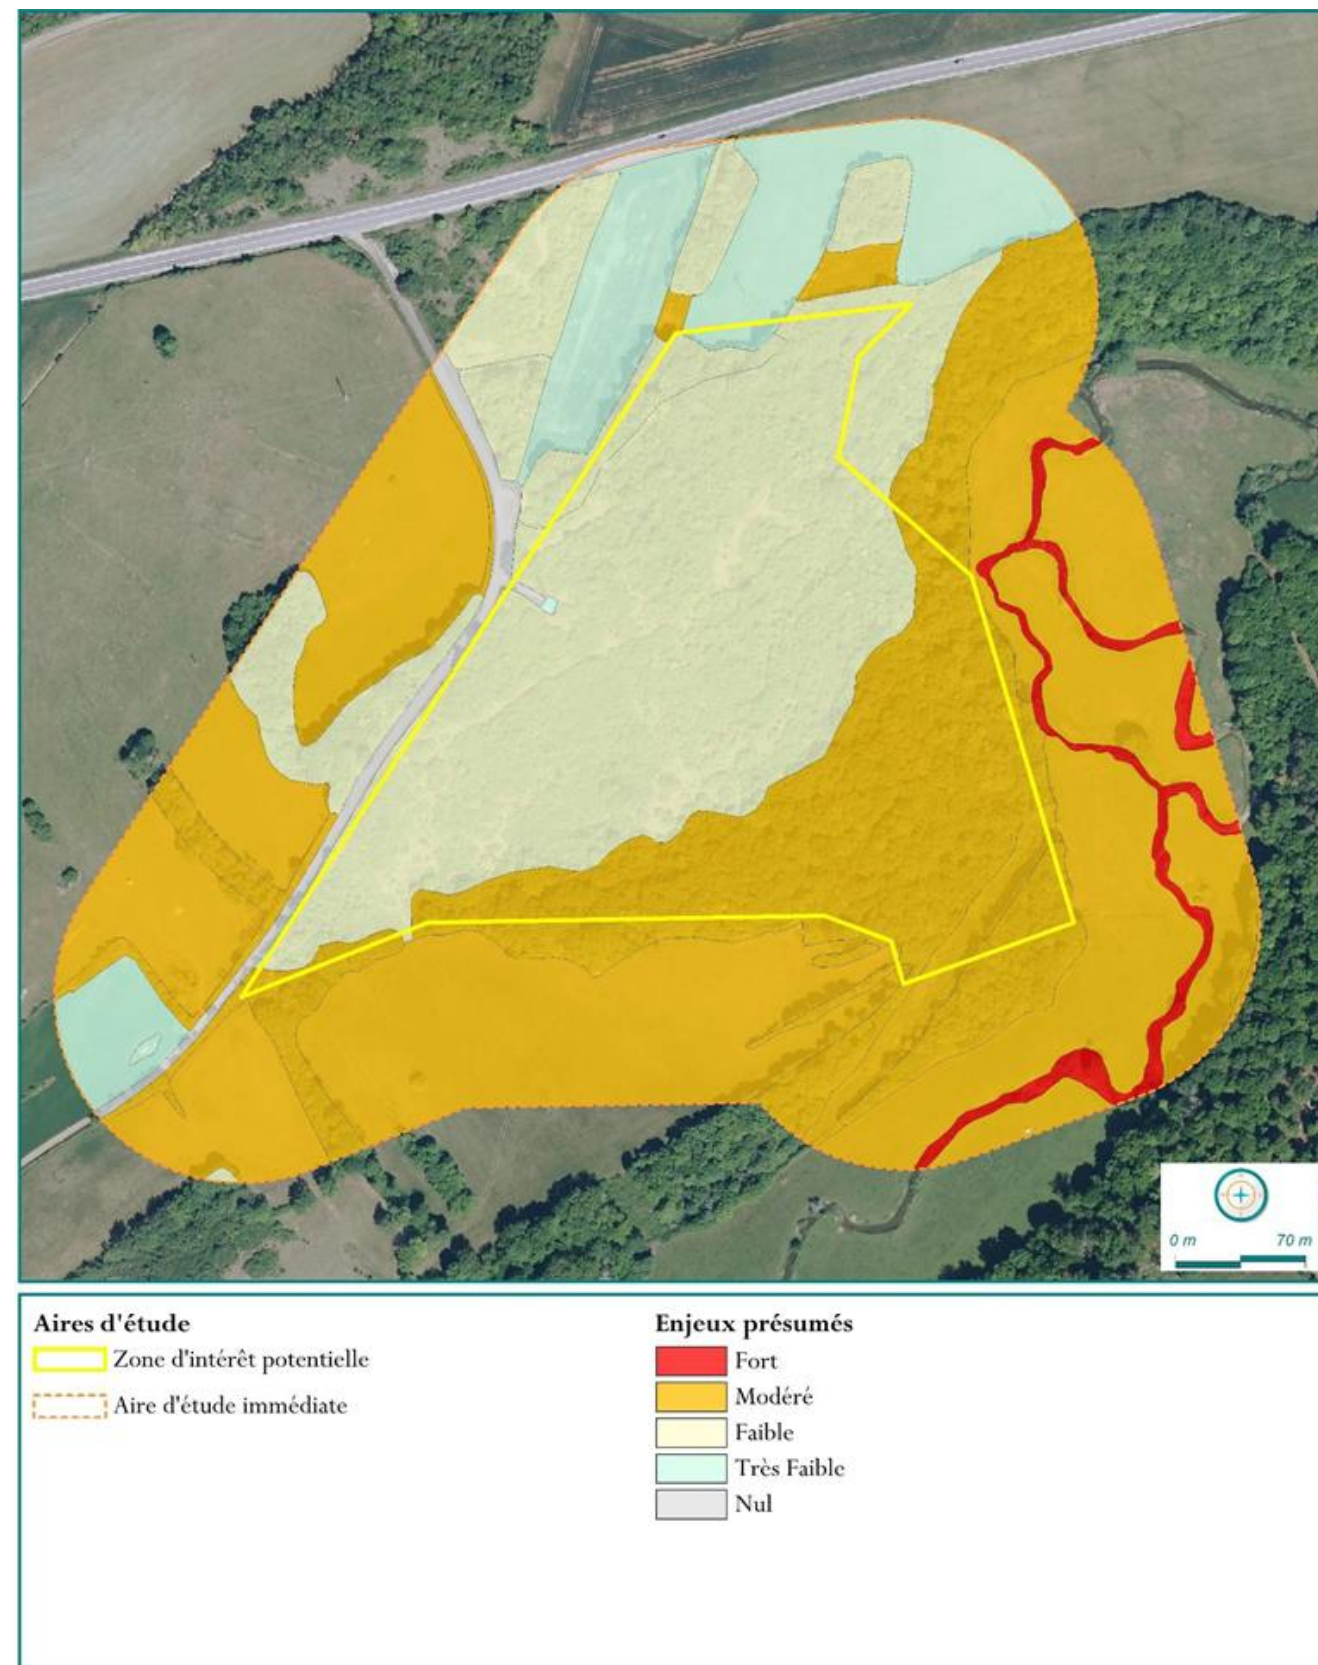 0 m 70 m
Aires d'étude
Zone d'intérêt potentielle
Aire d'étude immédiate
Enjeux présumés
Fort
Modéré
Faible
Très Faible
Nul